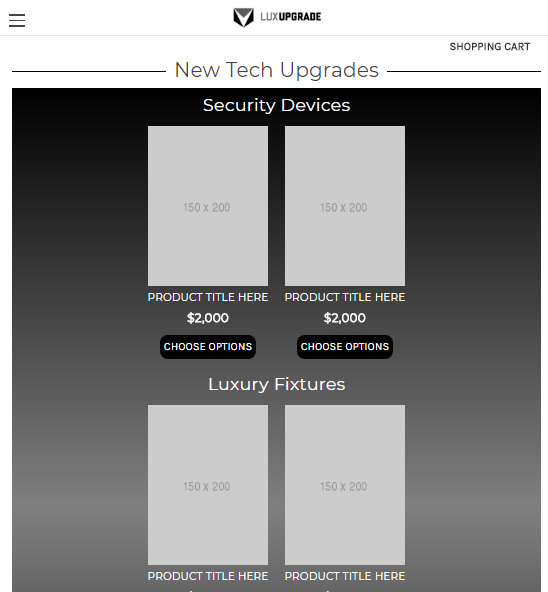 LUXUPGRADE
SHOPPING CART
New Tech Upgrades
Security Devices
150 x 200 150 x 200
PRODUCT TITLE HERE PRODUCT TITLE HERE
$2,000 $2,000
CHOOSE OPTIONS CHOOSE OPTIONS
Luxury Fixtures
150 x 200 150 x 200
PRODUCT TITLE HERE PRODUCT TITLE HERE